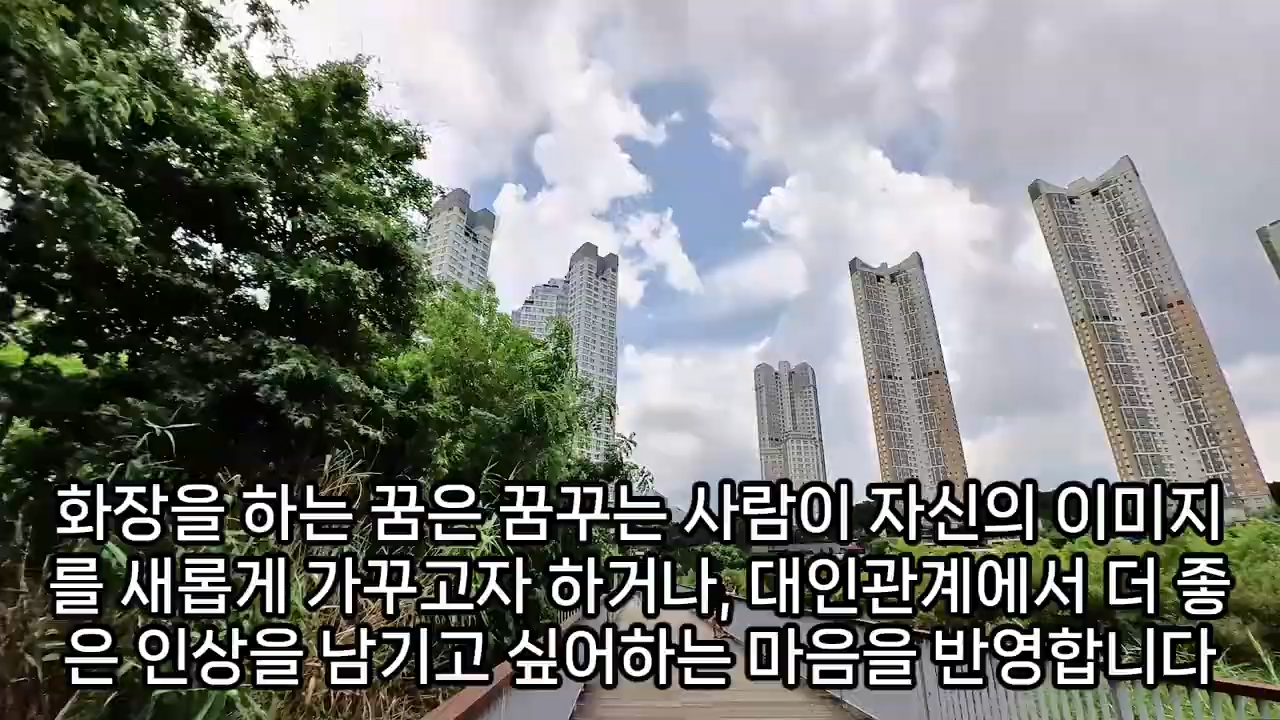 화장을 하는 꿈은 꿈꾸는 사람이 자신의 이미지
를 새롭게 가꾸고자 하거나, 대인관계에서 더 좋
은 인상을 남기고 싶어하는 마음을 반영합니다